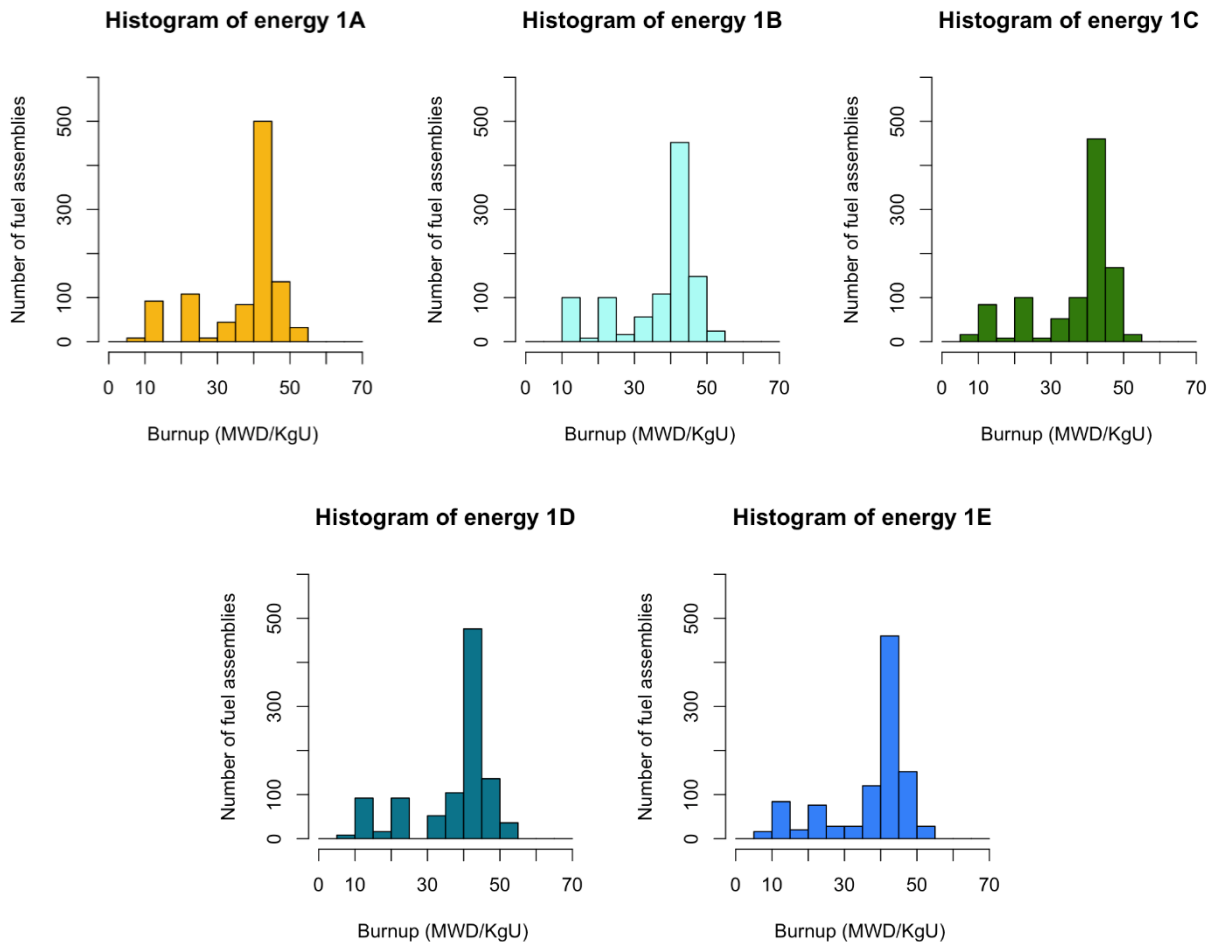 Histogram of energy 1A
Number of fuel assemblies
500
300
100
0
0 10 30 50 70
Burnup (MWD/KgU)
Histogram of energy 1B
Number of fuel assemblies
500
300
100
0
0 10 30 50 70
Burnup (MWD/KgU)
Histogram of energy 1C
Number of fuel assemblies
500
300
100
0
0 10 30 50 70
Burnup (MWD/KgU)
Histogram of energy 1D
Number of fuel assemblies
500
300
100
0
0 10 30 50 70
Burnup (MWD/KgU)
Histogram of energy 1E
Number of fuel assemblies
500
300
100
0
0 10 30 50 70
Burnup (MWD/KgU)